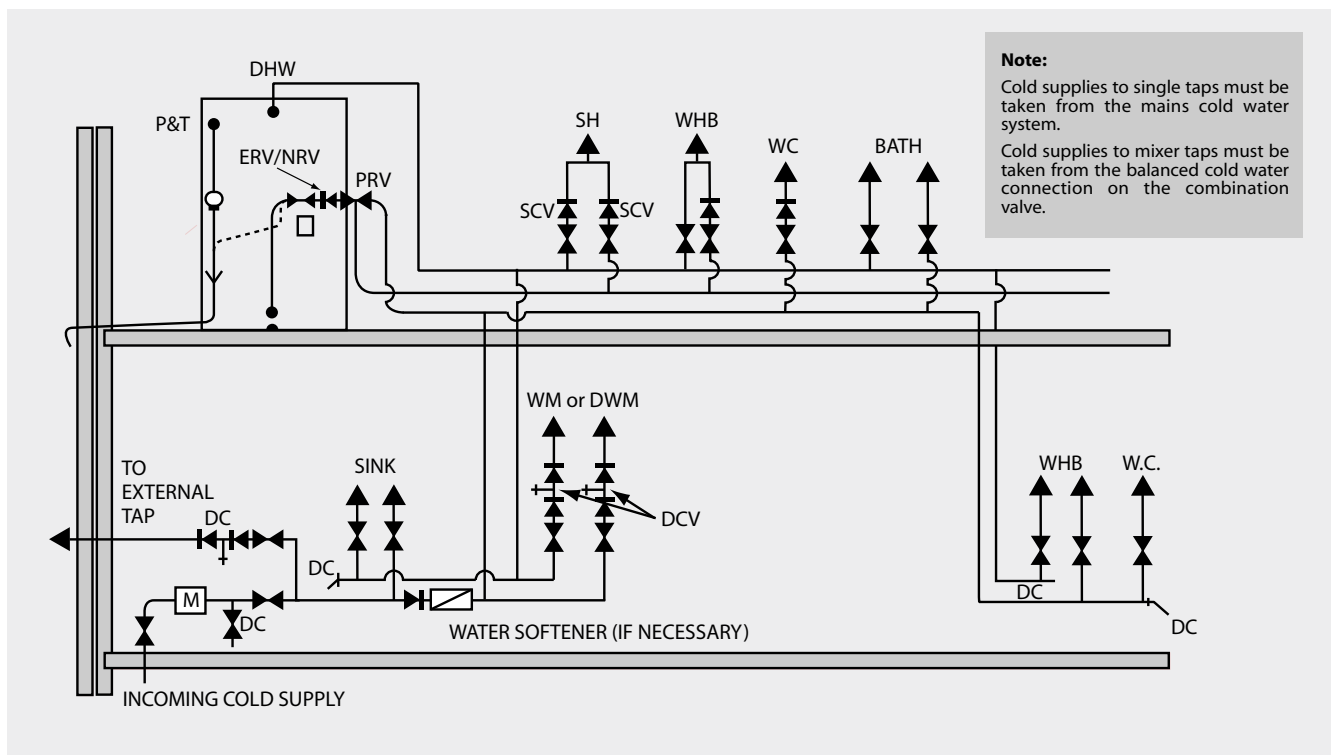 Note:
Cold supplies to single taps must be
taken from the mains cold water
system.
Cold supplies to mixer taps must be
taken from the balanced cold water
connection on the combination
valve.
DHW
P&T
ERV/NRV
PRV
SH
WHB
WC
BATH
SCV
SCV
WM or DWM
DCV
SINK
TO
EXTERNAL
TAP
DC
DC
M
DC
WATER SOFTENER (IF NECESSARY)
INCOMING COLD SUPPLY
WHB
W.C.
DC
DC